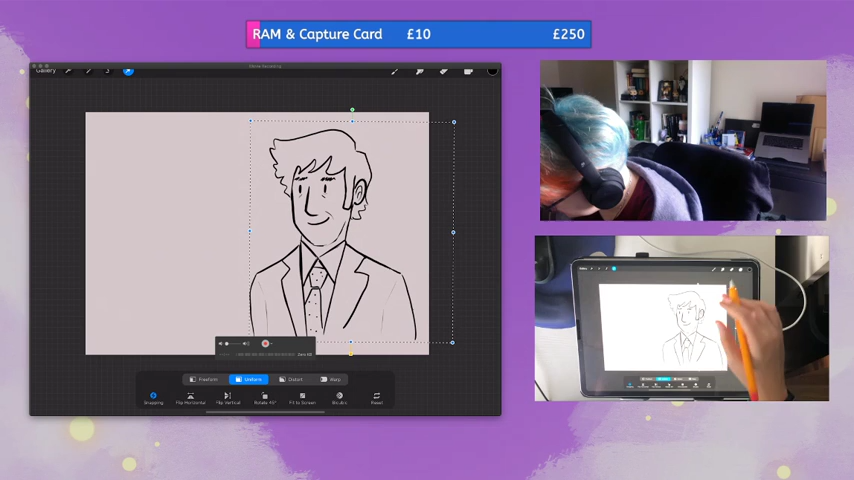 RAM & Capture Card £10 £250
Gallery
Freeform Uniform Distort Warp
Snapping Flip Horizontal Flip Vertical Rotate 45° Fit to Screen Bicubic Reset